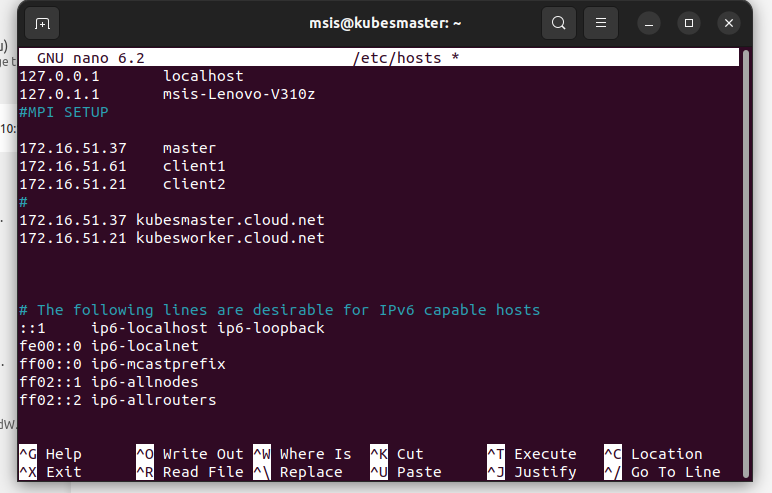 msis@kubesmaster: ~
GNU nano 6.2 /etc/hosts *
127.0.0.1 localhost
127.0.1.1 msis-Lenovo-V310z
#MPI SETUP
172.16.51.37 master
172.16.51.61 client1
172.16.51.21 client2
#
172.16.51.37 kubesmaster.cloud.net
172.16.51.21 kubesworker.cloud.net
# The following lines are desirable for IPv6 capable hosts
::1 ip6-localhost ip6-loopback
fe00::0 ip6-localnet
ff00::0 ip6-mcastprefix
ff02::1 ip6-allnodes
ff02::2 ip6-allrouters
^G Help ^O Write Out ^W Where Is ^K Cut ^T Execute ^C Location
^X Exit ^R Read File ^\ Replace ^U Paste ^J Justify ^/ Go To Line
10: